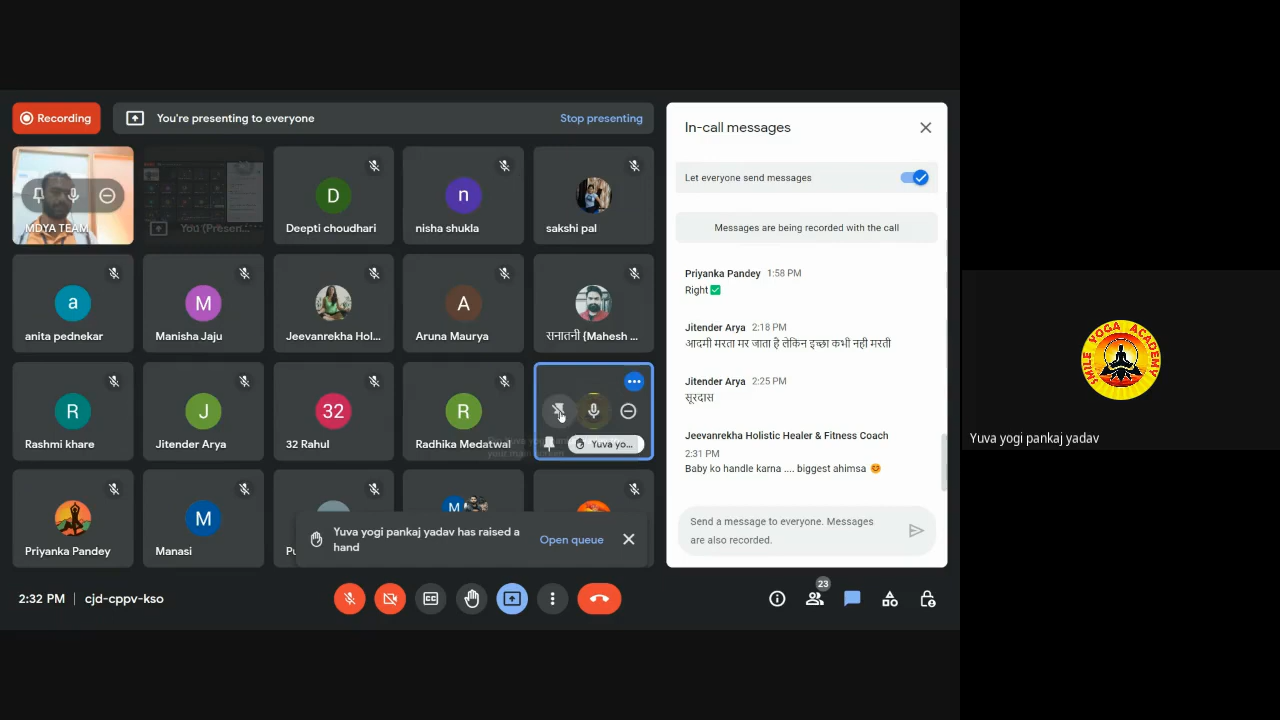 Recording
You're presenting to everyone
Stop presenting
MDYA TEAM
You (Presen...
D
Deepti choudhari
n
nisha shukla
sakshi pal
a
anita pednekar
M
Manisha Jaju
Jeevanrekha Hol...
A
Aruna Maurya
सनातनी {Mahesh ...
R
Rashmi khare
J
Jitender Arya
32
32 Rahul
R
Radhika Medatwal
Yuva yo...
Priyanka Pandey
M
Manasi
Yuva yogi pankaj yadav has raised a
hand
Open queue
2:32 PM
cjd-cppv-kso
23
In-call messages
Let everyone send messages
Messages are being recorded with the call
Priyanka Pandey 1:58 PM
Right ✅
Jitender Arya 2:18 PM
आदमी मरता मर जाता हे लेकिन इच्छा कभी नही मरती
Jitender Arya 2:25 PM
सूरदास
Jeevanrekha Holistic Healer & Fitness Coach
2:31 PM
Baby ko handle karna .... biggest ahimsa 😊
Send a message to everyone. Messages
are also recorded.
SMILE YOGA ACADEMY
Yuva yogi pankaj yadav